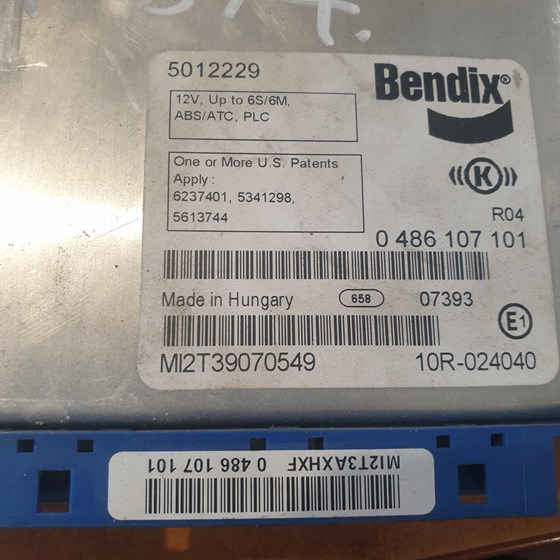 5012229
Bendix®
12V, Up to 6S/6M,
ABS/ATC, PLC
One or More U.S. Patents
Apply :
6237401, 5341298,
5613744
K
R04
0 486 107 101
Made in Hungary 658 07393
E1
MI2T39070549 10R-024040
MI2T3AXHXF 0 486 107 101